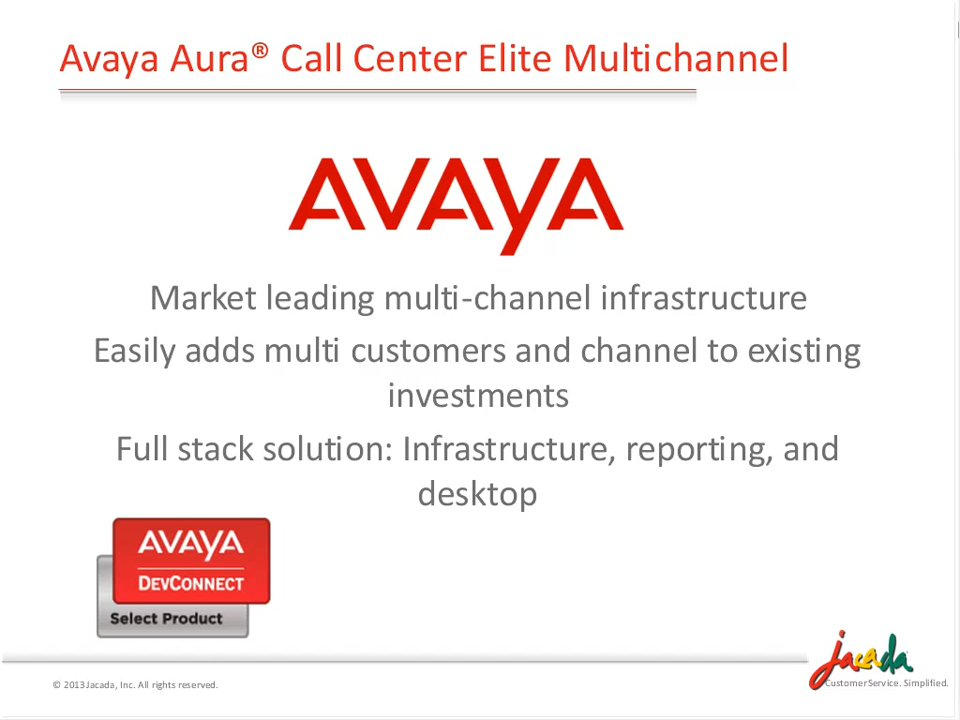 Avaya Aura® Call Center Elite Multichannel
AVAYA
Market leading multi-channel infrastructure
Easily adds multi customers and channel to existing
investments
Full stack solution: Infrastructure, reporting, and
desktop
AVAYA
DEVCONNECT
Select Product
jacada
CustomerService. Simplified.
© 2013 Jacada, Inc. All rights reserved.